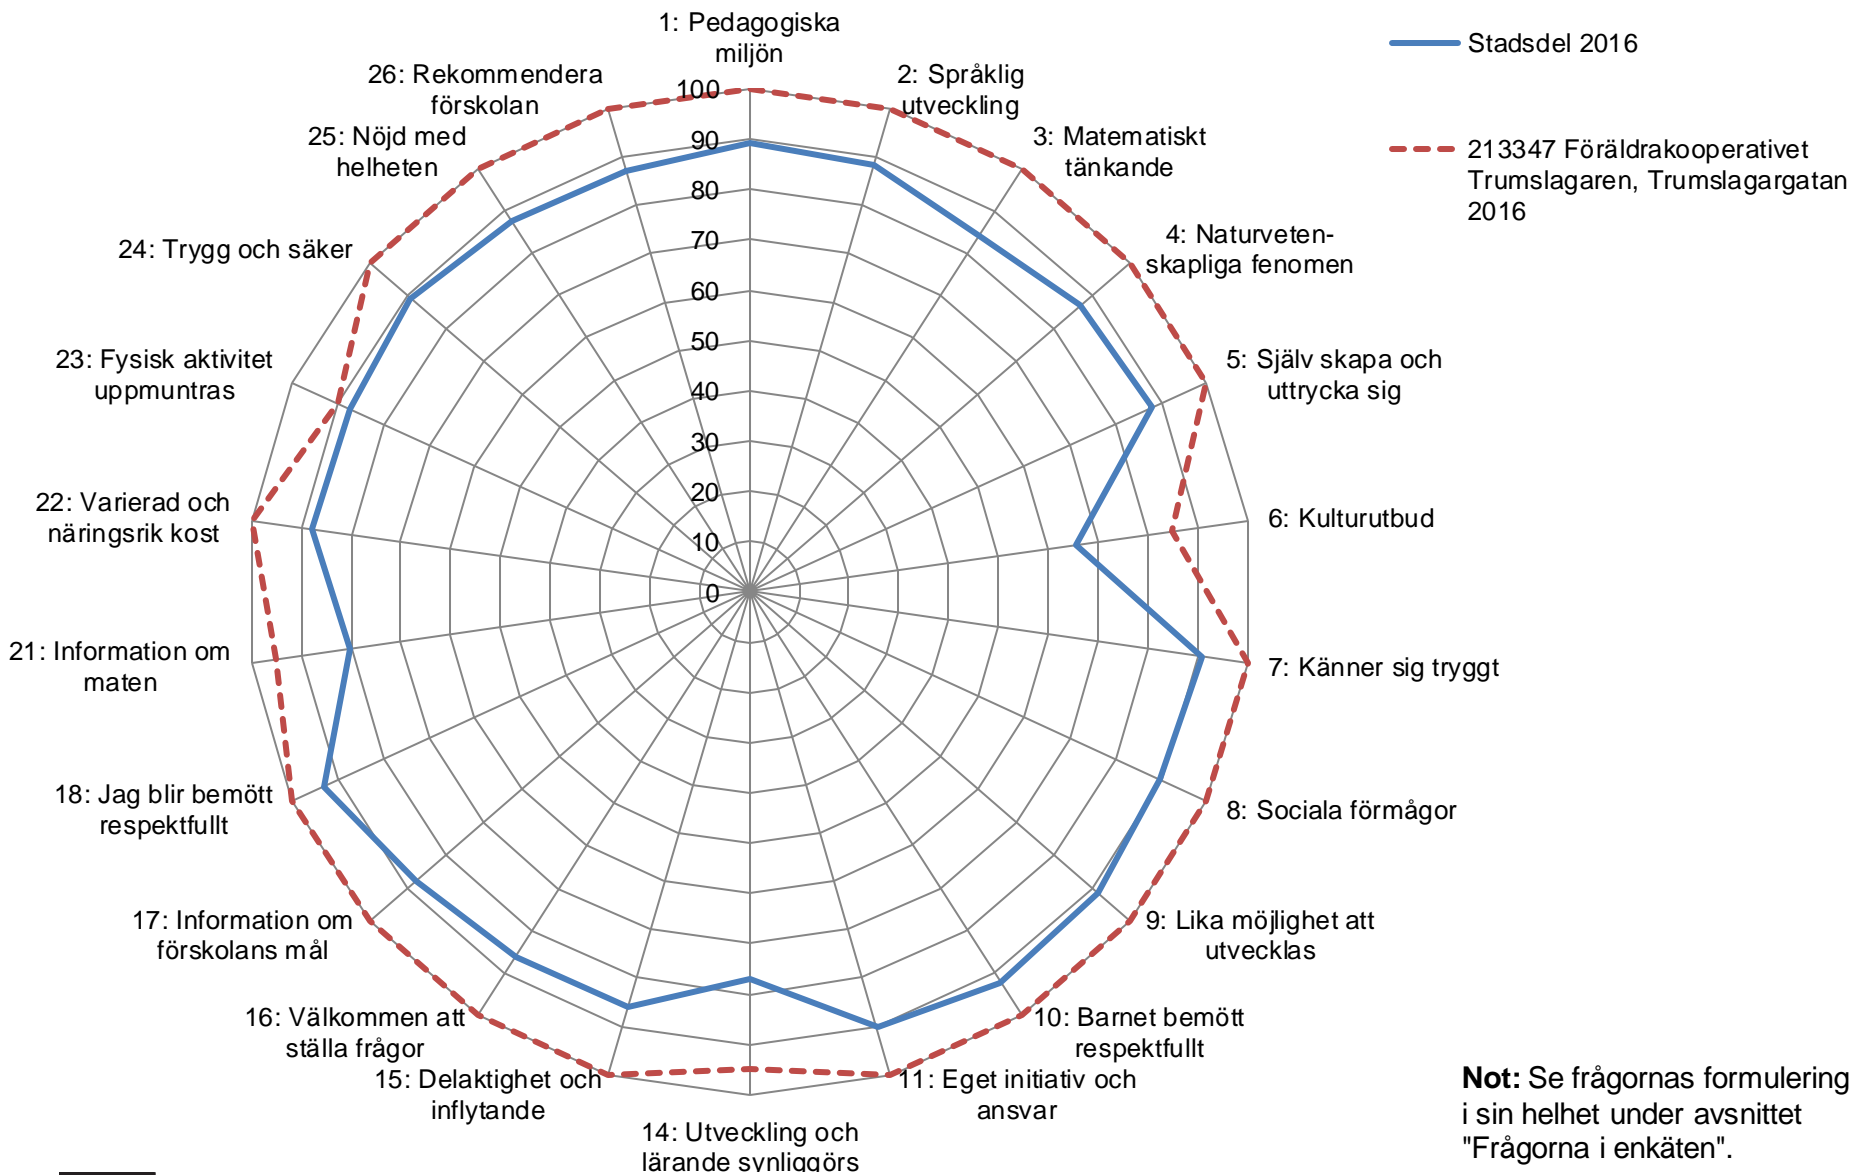 1: Pedagogiska
miljön
2: Språklig
utveckling
3: Matematiskt
tänkande
4: Naturveten-
skapliga fenomen
5: Själv skapa och
uttrycka sig
6: Kulturutbud
7: Känner sig tryggt
8: Sociala förmågor
9: Lika möjlighet att
utvecklas
10: Barnet bemött
respektfullt
11: Eget initiativ och
ansvar
14: Utveckling och
lärande synliggörs
15: Delaktighet och
inflytande
16: Välkommen att
ställa frågor
17: Information om
förskolans mål
18: Jag blir bemött
respektfullt
21: Information om
maten
22: Varierad och
näringsrik kost
23: Fysisk aktivitet
uppmuntras
24: Trygg och säker
25: Nöjd med
helheten
26: Rekommendera
förskolan
100
90
80
70
60
50
40
30
20
10
0
Stadsdel 2016
213347 Föräldrakooperativet
Trumslagaren, Trumslagargatan
2016
Not: Se frågornas formulering
i sin helhet under avsnittet
"Frågorna i enkäten".